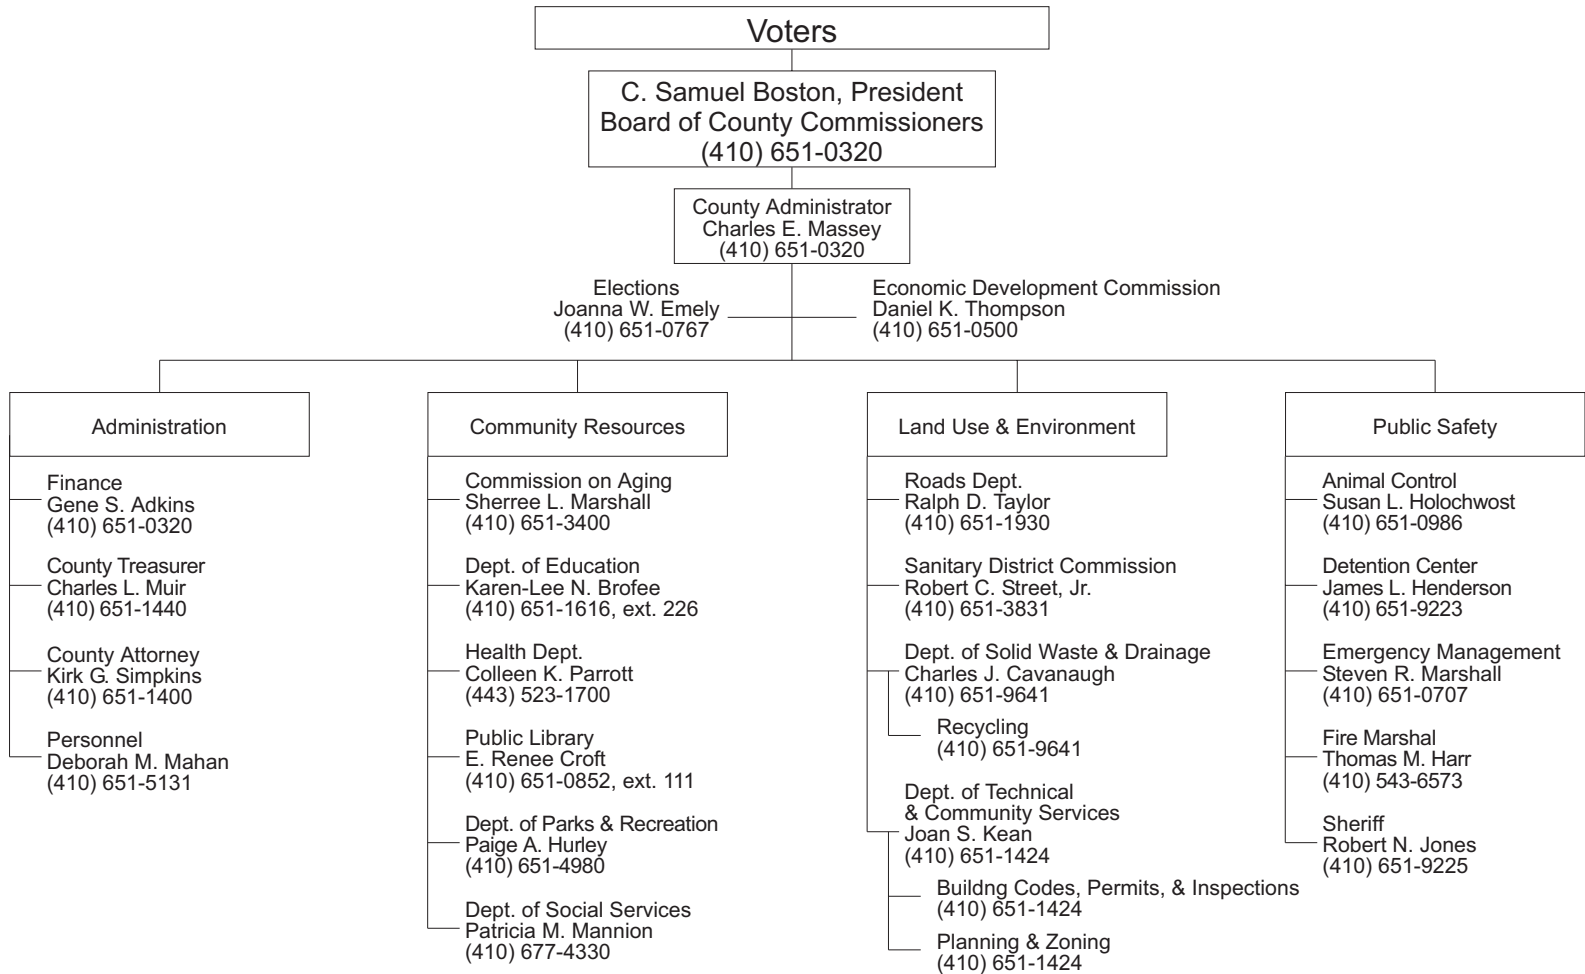 Voters
C. Samuel Boston, President
Board of County Commissioners
(410) 651-0320
County Administrator
Charles E. Massey
(410) 651-0320
Elections
Joanna W. Emely
(410) 651-0767
Economic Development Commission
Daniel K. Thompson
(410) 651-0500
Administration
Finance
Gene S. Adkins
(410) 651-0320
County Treasurer
Charles L. Muir
(410) 651-1440
County Attorney
Kirk G. Simpkins
(410) 651-1400
Personnel
Deborah M. Mahan
(410) 651-5131
Community Resources
Commission on Aging
Sherree L. Marshall
(410) 651-3400
Dept. of Education
Karen-Lee N. Brofee
(410) 651-1616, ext. 226
Health Dept.
Colleen K. Parrott
(443) 523-1700
Public Library
E. Renee Croft
(410) 651-0852, ext. 111
Dept. of Parks & Recreation
Paige A. Hurley
(410) 651-4980
Dept. of Social Services
Patricia M. Mannion
(410) 677-4330
Land Use & Environment
Roads Dept.
Ralph D. Taylor
(410) 651-1930
Sanitary District Commission
Robert C. Street, Jr.
(410) 651-3831
Dept. of Solid Waste & Drainage
Charles J. Cavanaugh
(410) 651-9641
Recycling
(410) 651-9641
Dept. of Technical
& Community Services
Joan S. Kean
(410) 651-1424
Buildng Codes, Permits, & Inspections
(410) 651-1424
Planning & Zoning
(410) 651-1424
Public Safety
Animal Control
Susan L. Holochwost
(410) 651-0986
Detention Center
James L. Henderson
(410) 651-9223
Emergency Management
Steven R. Marshall
(410) 651-0707
Fire Marshal
Thomas M. Harr
(410) 543-6573
Sheriff
Robert N. Jones
(410) 651-9225